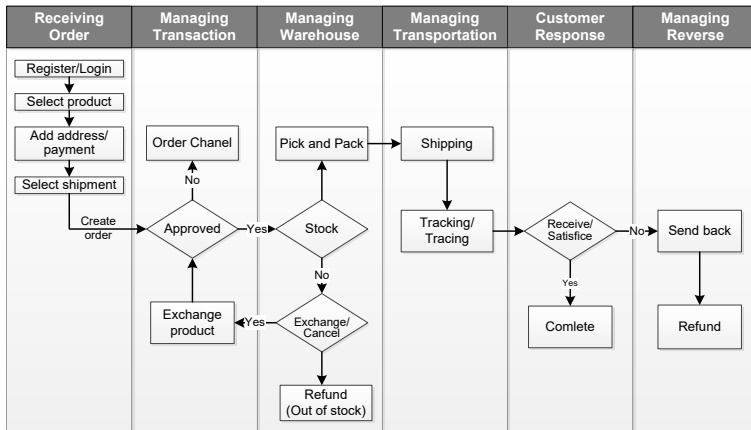 Receiving
Order
Managing
Transaction
Managing
Warehouse
Managing
Transportation
Customer
Response
Managing
Reverse
Register/Login
Select product
Add address/
payment
Select shipment
Create
order
Order Chanel
No
Approved
Yes
Exchange
product
Pick and Pack
Stock
No
Exchange/
Cancel
Yes
Refund
(Out of stock)
Shipping
Tracking/
Tracing
Receive/
Satisfice
No
Yes
Comlete
Send back
Refund